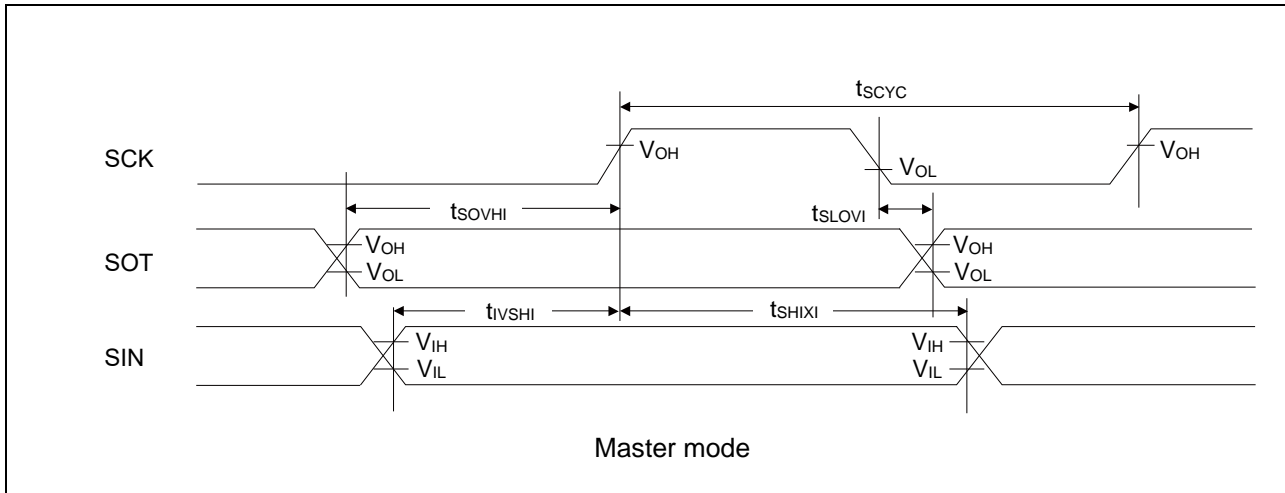 tSCYC
SCK VOH VOL VOH
tSOVHI tSLOVI
SOT VOH VOH
VOL VOL
tIVSHI tSHIXI
SIN VIH VIH
VIL VIL
Master mode